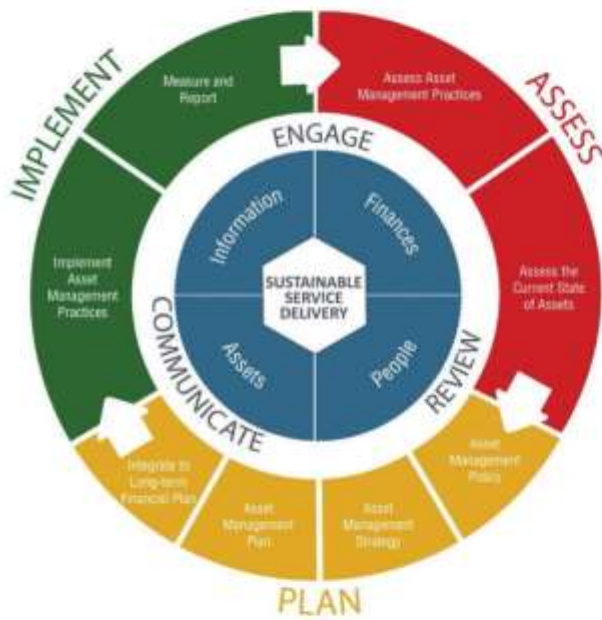 IMPLEMENT
Measure and
Report
Implement
Asset
Management
Practices
ASSESS
Assess Asset
Management Practices
Assess the
Current State
of Assets
ENGAGE
Information
Finances
SUSTAINABLE
SERVICE
DELIVERY
Assets
People
COMMUNICATE
REVIEW
Asset
Management
Policy
Asset
Management
Strategy
Asset
Management
Plan
Integrate to
Long-term
Financial Plan
PLAN